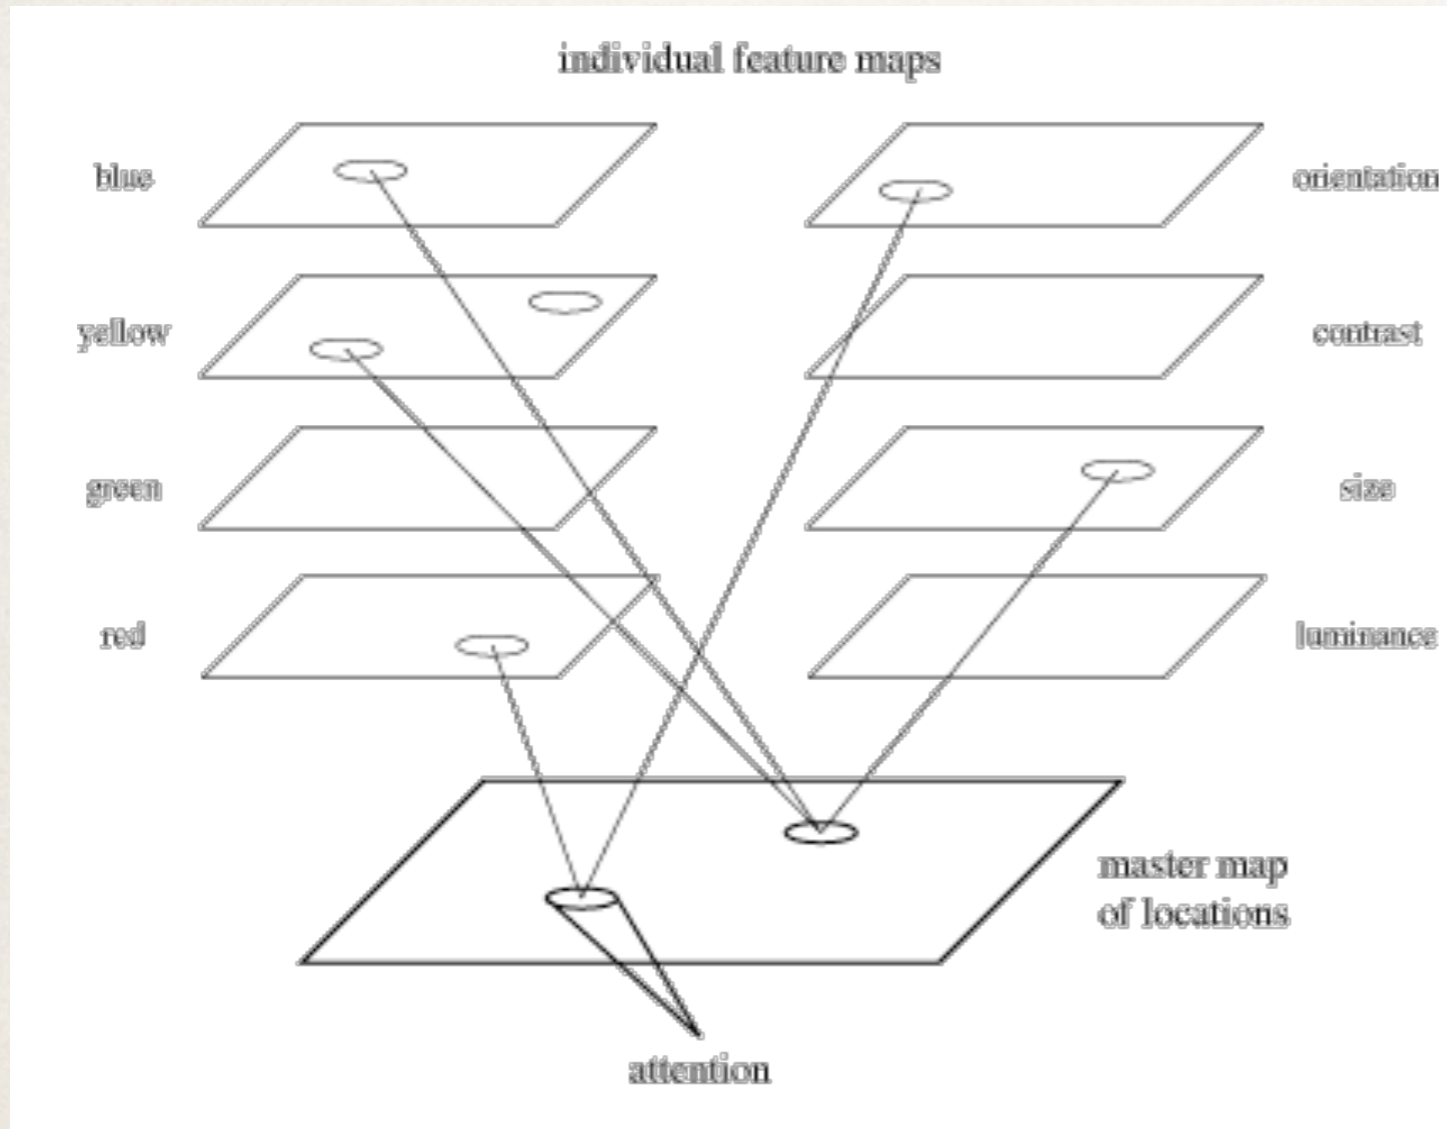 individual feature maps
blue
orientation
yellow
contrast
green
size
red
luminance
master map
of locations
attention